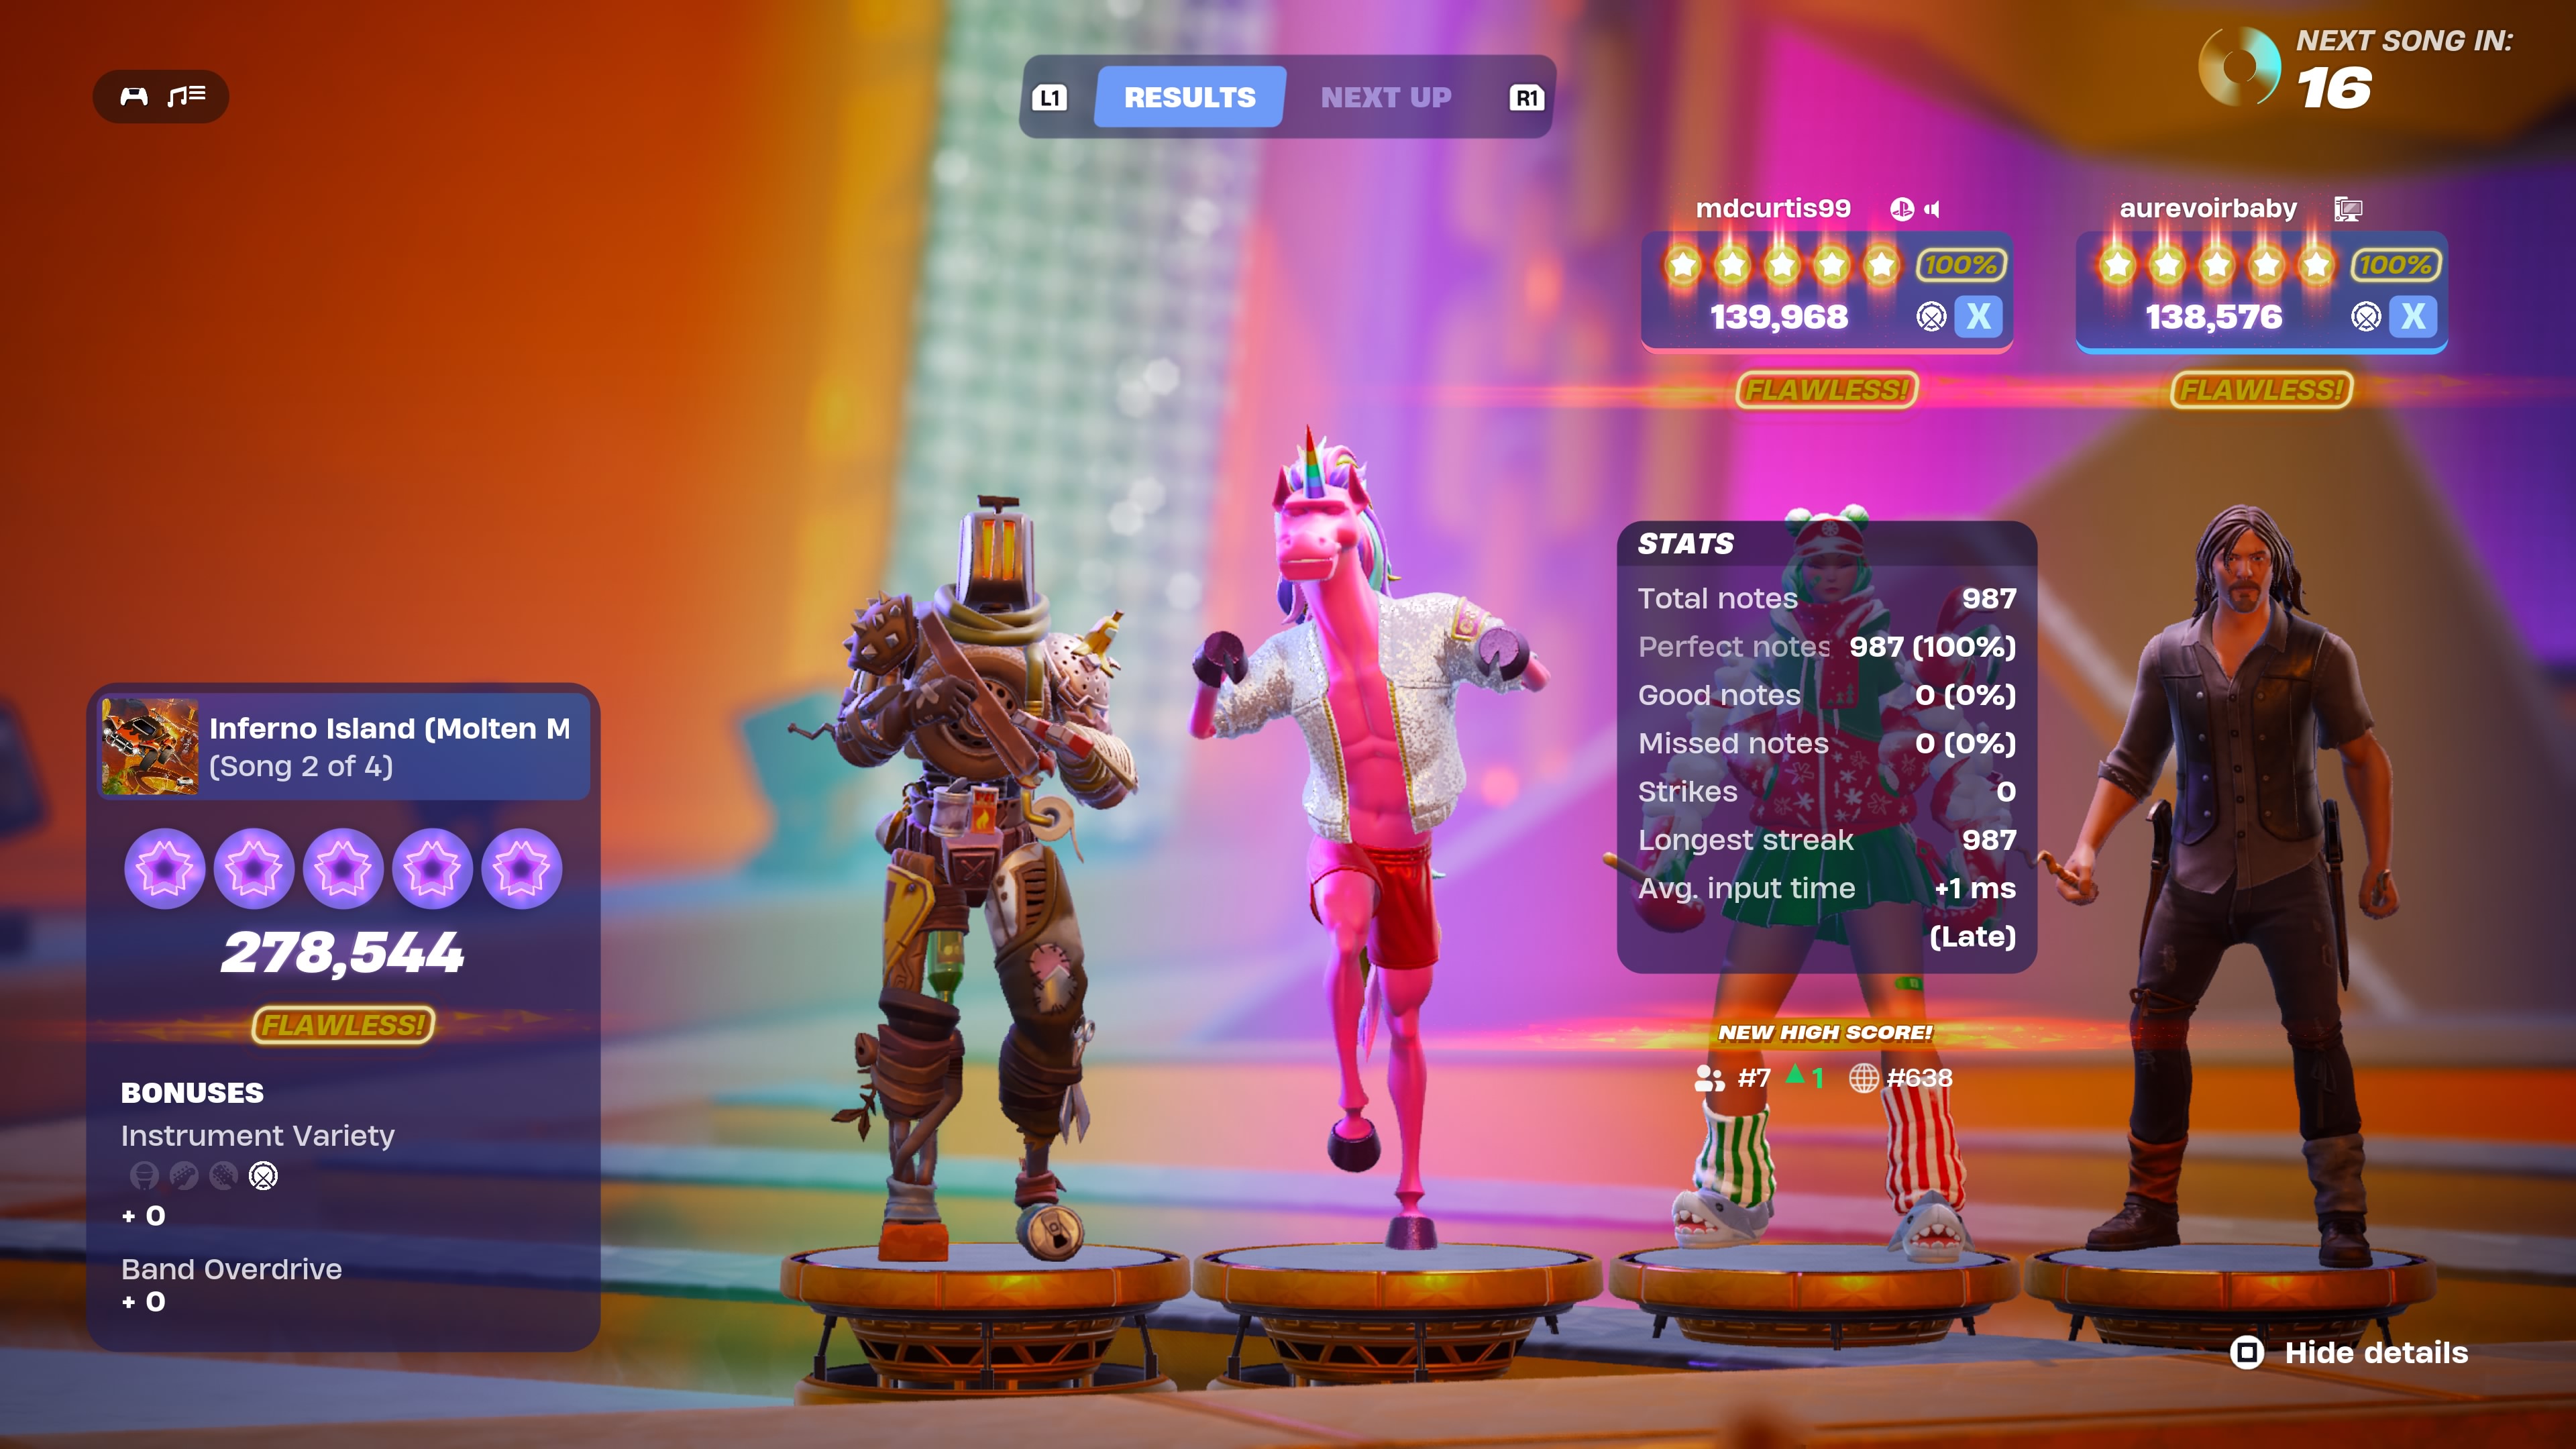 L1
RESULTS
NEXT UP
R1
NEXT SONG IN:
16
mdcurtis99
100%
139,968
X
FLAWLESS!
aurevoirbaby
100%
138,576
X
FLAWLESS!
STATS
Total notes 987
Perfect notes 987 (100%)
Good notes 0 (0%)
Missed notes 0 (0%)
Strikes 0
Longest streak 987
Avg. input time +1 ms
(Late)
NEW HIGH SCORE!
#7 1 #638
Inferno Island (Molten M
(Song 2 of 4)
278,544
FLAWLESS!
BONUSES
Instrument Variety
+ 0
Band Overdrive
+ 0
Hide details